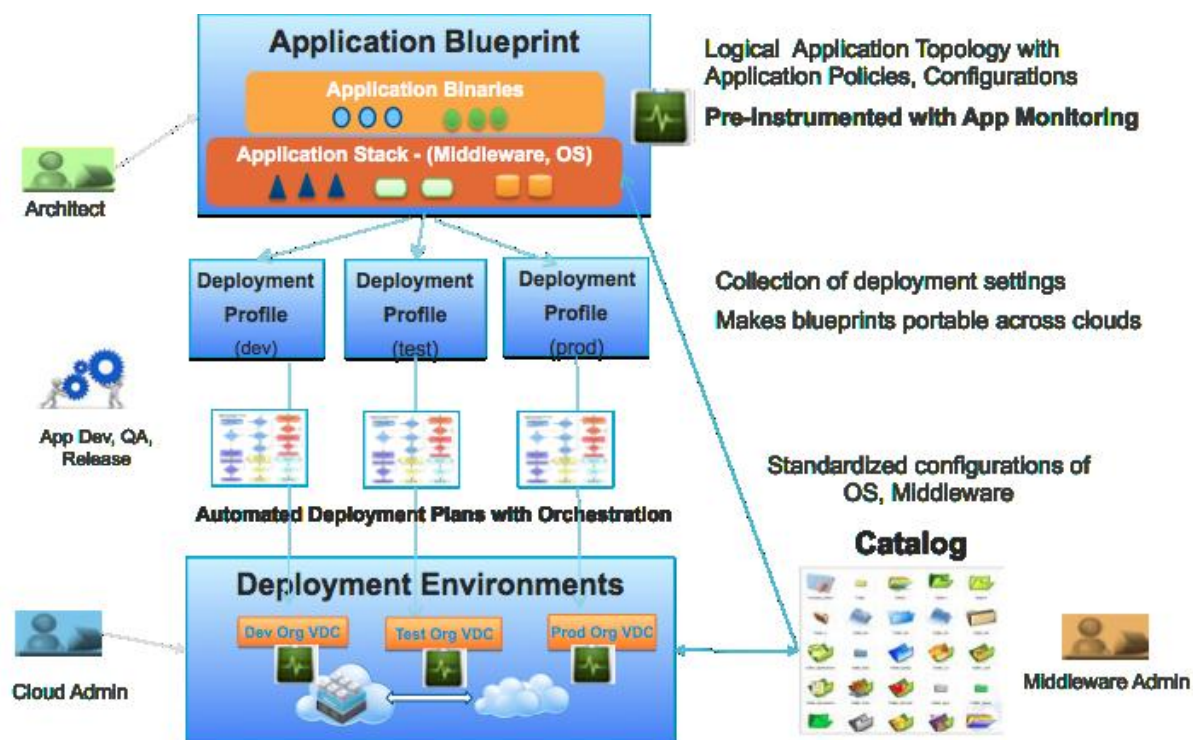 Application Blueprint
Application Binaries
Application Stack - (Middleware, OS)
Logical Application Topology with
Application Policies, Configurations
Pre-instrumented with App Monitoring
Architect
Deployment
Profile
(dev)
Deployment
Profile
(test)
Deployment
Profile
(prod)
Collection of deployment settings
Makes blueprints portable across clouds
App Dev, QA,
Release
Automated Deployment Plans with Orchestration
Standardized configurations of
OS, Middleware
Catalog
Deployment Environments
Dev Org VDC
Test Org VDC
Prod Org VDC
Cloud Admin
Middleware Admin